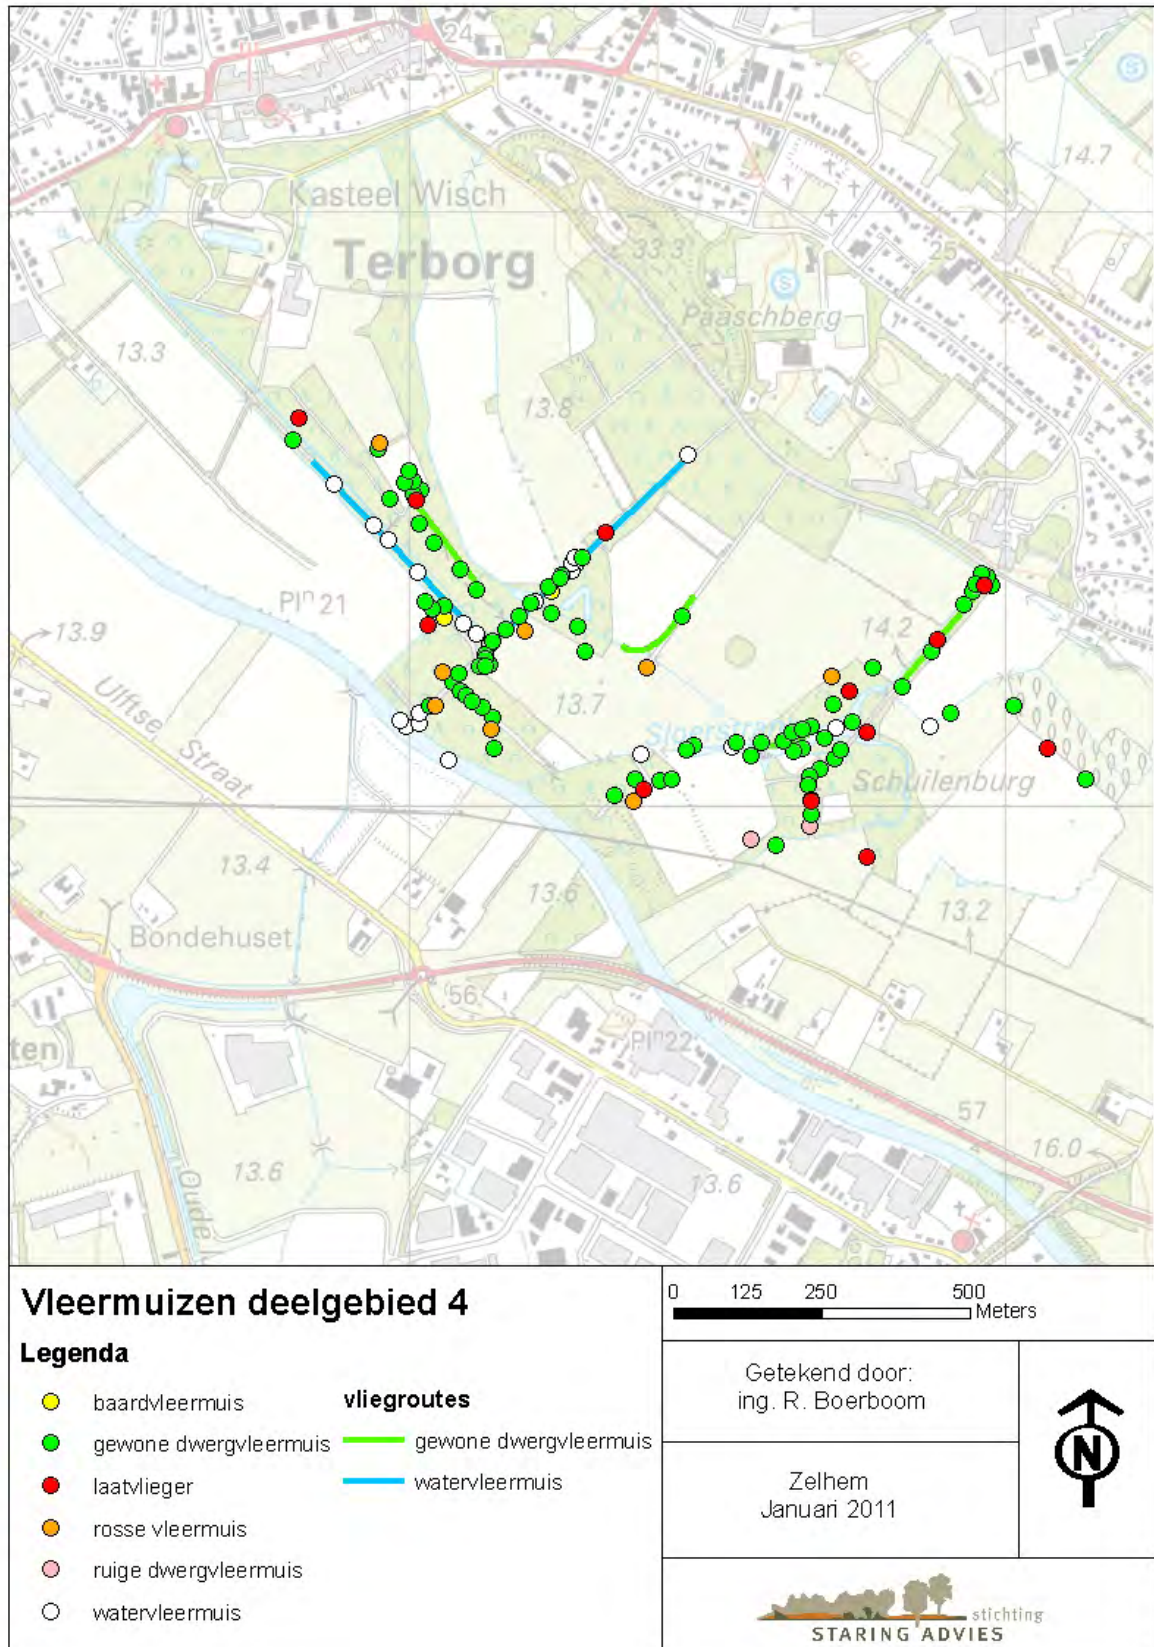 24
S
14.7
Kasteel Wisch
Terborg
33.3
25
S
Paaschberg
13.3
13.8
Plⁿ 21
13.9
14.2
13.7
Ulftse Straat
Schuilenburg
13.4
13.6
13.2
Bondehuset
56
ten
Plⁿ 22
57
16.0
13.6
13.6
Oude
Vleermuizen deelgebied 4
Legenda
baardvleermuis
gewone dwergvleermuis
laatvlieger
rosse vleermuis
ruige dwergvleermuis
watervleermuis
vliegroutes
gewone dwergvleermuis
watervleermuis
0 125 250 500
Meters
Getekend door:
ing. R. Boerboom
Zelhem
Januari 2011
N
stichting
STARING ADVIES